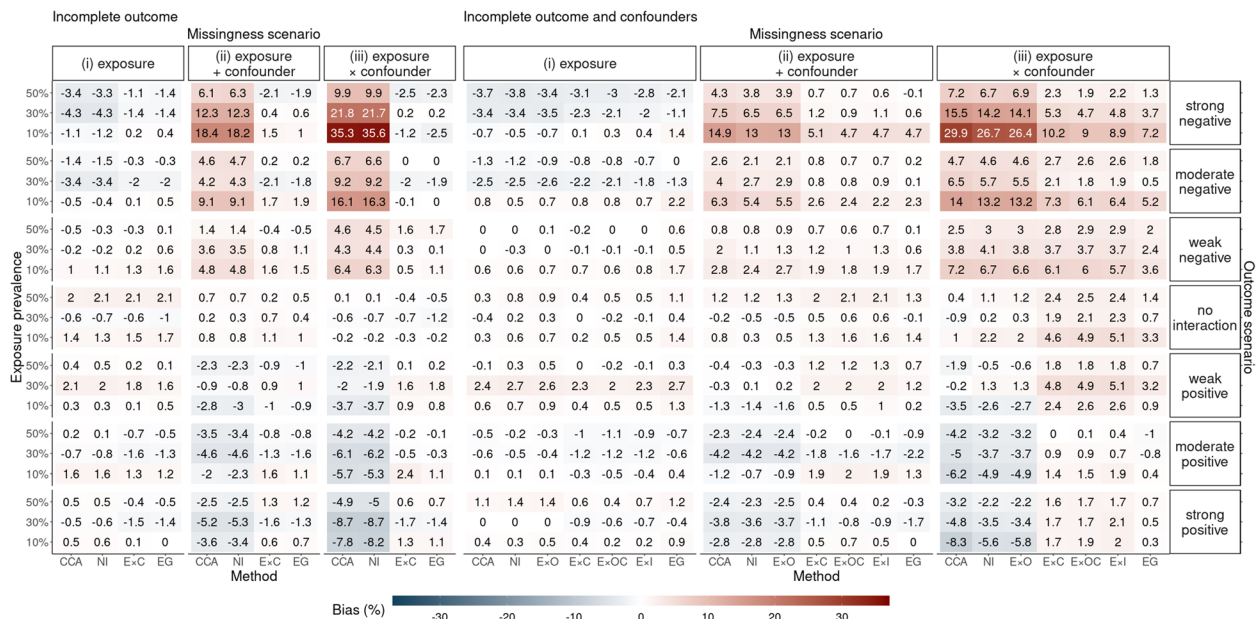 Incomplete outcome
Incomplete outcome and confounders
Missingness scenario
Missingness scenario
(i) exposure
(ii) exposure + confounder
(iii) exposure × confounder
(i) exposure
(ii) exposure + confounder
(iii) exposure × confounder
Exposure prevalence
Outcome scenario
50% -3.4 -3.3 -1.1 -1.4 6.1 6.3 -2.1 -1.9 9.9 9.9 -2.5 -2.3 -3.7 -3.8 -3.4 -3.1 -3 -2.8 -2.1 4.3 3.8 3.9 0.7 0.7 0.6 -0.1 7.2 6.7 6.9 2.3 1.9 2.2 1.3
30% -4.3 -4.3 -1.4 -1.4 12.3 12.3 0.4 0.6 21.8 21.7 0.2 0.2 -3.9 -3.4 -3.5 -2.3 -2.1 -2 -1.1 7.5 6.5 6.5 1.2 0.9 1.1 0.6 15.5 14.2 14.1 5.3 4.7 4.8 3.7
10% -1.1 -1.2 0.2 0.4 18.4 18.2 1.5 1 35.3 35.6 -1.2 -2.5 -0.7 -0.5 -0.7 0.1 0.3 0.4 1.4 14.9 13 13 5.1 4.7 4.7 4.7 29.9 26.7 26.4 10.2 9 8.9 7.2
strong negative
50% -1.4 -1.5 -0.3 -0.3 4.6 4.7 0.2 0.2 6.7 6.6 0 0 -1.3 -1.2 -0.9 -0.8 -0.8 -0.7 0 2.6 2.1 2.1 0.8 0.7 0.7 0.2 4.7 4.6 4.6 2.7 2.6 2.6 1.8
30% -3.4 -3.4 -2 -2 4.2 4.3 -2.1 -1.8 9.2 9.2 -2 -1.9 -2.5 -2.5 -2.6 -2.2 -2.1 -1.8 -1.3 4 2.7 2.9 0.8 0.8 0.9 0.1 6.5 5.7 5.5 2.1 1.8 1.9 0.5
10% -0.5 -0.4 0.1 0.5 9.1 9.1 1.7 1.9 16.1 16.3 -0.1 0 0.8 0.5 0.7 0.8 0.7 0.8 2.2 6.3 5.4 5.5 2.6 2.4 2.2 2.3 14 13.2 13.2 7.3 6.1 6.4 5.2
moderate negative
50% -0.5 -0.3 -0.3 0.1 1.4 1.4 -0.4 -0.5 4.6 4.5 1.6 1.7 0 0 0.1 -0.2 0 0 0.6 0.8 0.8 0.9 0.7 0.6 0.7 0.1 2.5 3 3 2.8 2.9 2.9 2
30% -0.2 -0.2 0.2 0.6 3.6 3.5 0.8 1.1 4.3 4.4 0.2 0.4 0 -0.3 0 -0.1 -0.1 0.1 0.5 2 1.1 1.3 1.2 1 1.3 0.6 3.8 4.1 3.8 3.7 3.7 3.7 2.4
10% 1 1.1 1.3 1.6 4.8 4.8 1.6 1.5 6.4 6.3 0.5 1.1 0.6 0.6 0.7 0.7 0.6 0.8 1.7 2.8 2.4 2.7 1.9 1.8 1.9 1.7 7.2 6.7 6.6 6.1 6 5.7 3.6
weak negative
50% 2 2.1 2.1 2.1 0.7 0.7 0.2 0.5 0.1 0.1 -0.4 -0.5 0.3 0.8 0.9 0.4 0.5 0.5 1.1 1.2 1.2 1.3 2 2.1 2.1 1.3 0.4 1.1 1.2 2.4 2.5 2.4 1.4
30% -0.6 -0.7 -0.6 -1 0.2 0.3 0.7 0.4 -0.6 -0.7 -0.7 -1.2 -0.4 0.2 0.3 0 -0.2 -0.1 0.4 -0.2 -0.5 -0.5 0.5 0.6 0.6 -0.1 -0.9 -0.2 0.3 1.9 2.1 2.3 0.7
10% 1.4 1.3 1.5 1.7 0.8 0.8 1.1 1 -0.2 -0.2 -0.3 -0.2 0.3 0.6 0.7 0.2 0.5 0.5 1.4 0.8 0.3 0.5 1.3 1.6 1.6 1.4 1 2.2 2 4.6 4.9 5.1 3.3
no interaction
50% 0.4 0.5 0.2 0.1 -2.3 -2.3 -0.9 -1 -2.2 -2.1 0.1 0.2 -0.1 0.1 0.3 0.1 0.2 -0.1 0.3 -0.4 -0.3 -0.3 1.2 1.2 1.3 0.7 -1.9 -0.5 -0.6 1.8 1.8 1.8 0.7
30% 2.1 2 1.8 1.6 -0.9 -0.8 0.9 1 -2 -1.9 1.6 1.8 2.4 2.7 2.6 2.3 2 2.3 2.7 -0.3 0.1 0.2 2 2 2 1.2 -0.2 1.3 1.3 4.8 4.9 5.1 3.2
10% 0.3 0.3 0.1 0.5 -2.8 -3 -1 -0.9 -3.7 -3.7 0.9 0.8 0.6 0.7 0.9 0.4 0.5 0.5 1.3 -1.3 -1.4 -1.6 0.5 0.5 1 0.2 -3.5 -2.6 -2.7 2.4 2.6 2.6 0.9
weak positive
50% 0.2 0.1 -0.7 -0.5 -3.5 -3.4 -0.8 -0.8 -4.2 -4.2 -0.2 -0.1 -0.5 -0.2 -0.3 -1 -1.1 -0.9 -0.7 -2.3 -2.4 -2.4 -0.2 0 -0.1 -0.9 -4.2 -3.2 -3.2 0 0.1 0.4 -1
30% -0.7 -0.8 -1.6 -1.3 -4.6 -4.6 -1.3 -1.6 -6.1 -6.2 -0.3 -0.5 -0.6 -0.5 -0.6 -1.2 -1.2 -1.2 -0.6 -4.2 -4.2 -4.2 -1.8 -1.6 -1.7 -2.2 -5 -3.7 -3.7 0.9 0.9 0.7 -0.8
10% 1.6 1.6 1.3 1.2 -2 -2.3 1.6 1.1 -5.7 -5.3 2.4 1.1 0.1 0.1 0.1 -0.3 -0.5 -0.4 0.4 -1.2 -0.7 -0.9 1.9 2 1.9 1.3 -6.2 -4.9 -4.9 1.4 1.5 1.9 0.4
moderate positive
50% 0.5 0.5 -0.4 -0.5 -2.5 -2.5 1.3 1.2 -4.9 -5 0.6 0.7 1.1 1.4 1.4 0.6 0.4 0.7 1.2 -2.4 -2.3 -2.5 0.4 0.4 0.2 -0.3 -3.2 -2.2 -2.2 1.6 1.7 1.7 0.7
30% -0.5 -0.6 -1.5 -1.4 -5.2 -5.3 -1.6 -1.3 -8.7 -8.7 -1.7 -1.4 0 0 0 -0.9 -0.6 -0.7 -0.4 -3.8 -3.6 -3.7 -1.1 -0.8 -0.9 -1.7 -4.8 -3.5 -3.4 1.7 1.7 2.1 0.5
10% 0.5 0.6 0.1 0 -3.6 -3.4 0.6 0.7 -7.8 -8.2 1.3 1.1 0.4 0.3 0.5 0.4 0.2 0.2 0.9 -2.8 -2.8 -2.8 0.5 0.6 0.7 0.2 -8.3 -5.6 -5.8 1.7 1.9 2 0.3
strong positive
CCA NI E×C EG CCA NI E×C EG CCA NI E×C EG CCA NI E×O E×C E×OC E×I EG CCA NI E×O E×C E×OC E×I EG CCA NI E×O E×C E×OC E×I EG
Method
Method
Bias (%)
-30 -20 -10 0 10 20 30